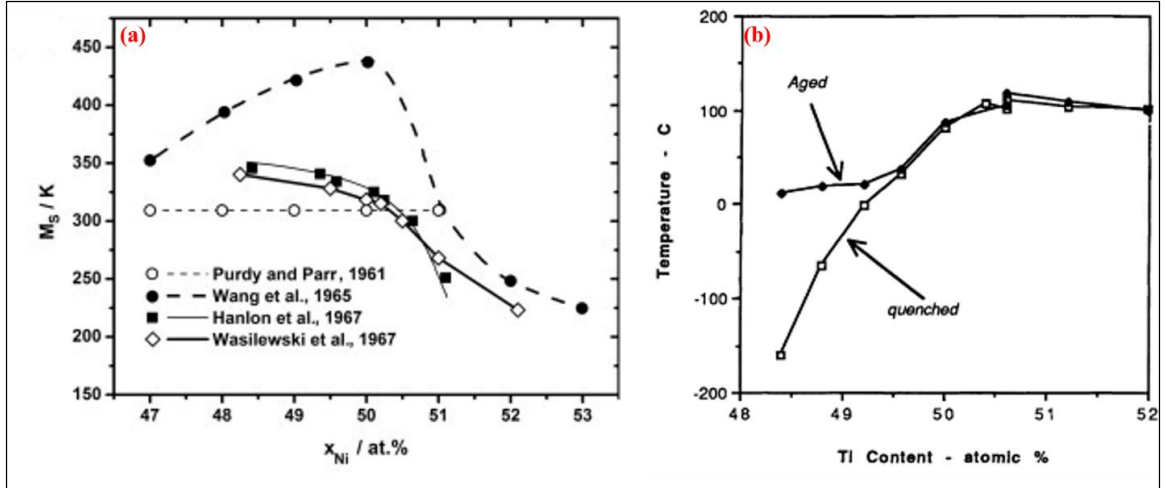 (a)
450
400
350
300
250
200
150
M_S / K
Purdy and Parr, 1961
Wang et al., 1965
Hanlon et al., 1967
Wasilewski et al., 1967
47 48 49 50 51 52 53
x_Ni / at.%
(b)
200
100
0
-100
-200
Temperature - C
Aged
quenched
48 49 50 51 52
TI Content - atomic %